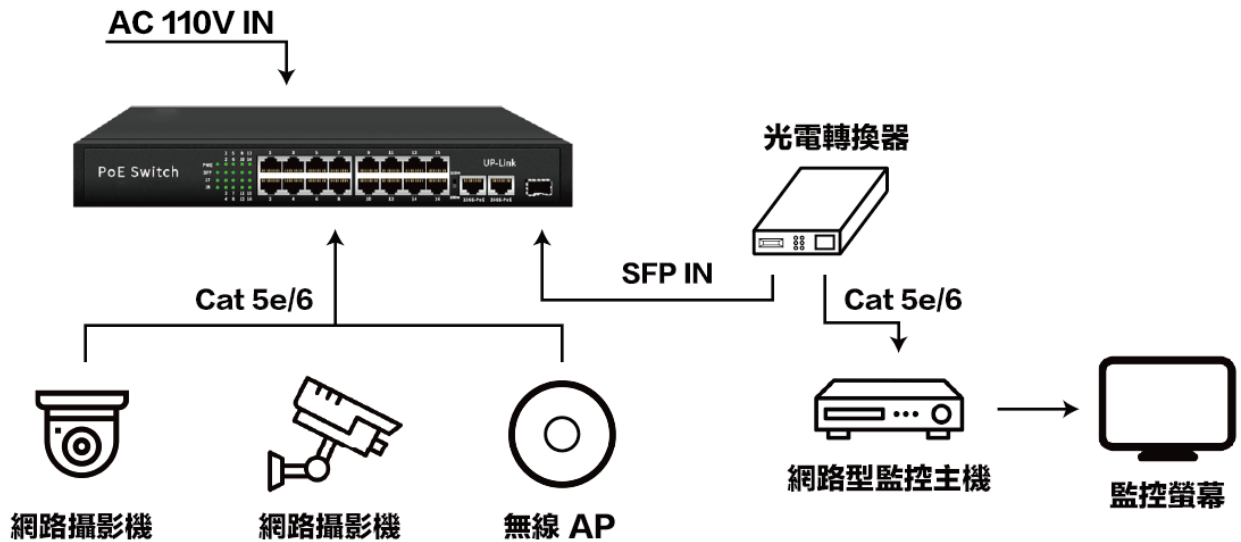 AC 110V IN
PoE Switch
UP-Link
光電轉換器
SFP IN
Cat 5e/6
Cat 5e/6
網路攝影機
網路攝影機
無線 AP
網路型監控主機
監控螢幕